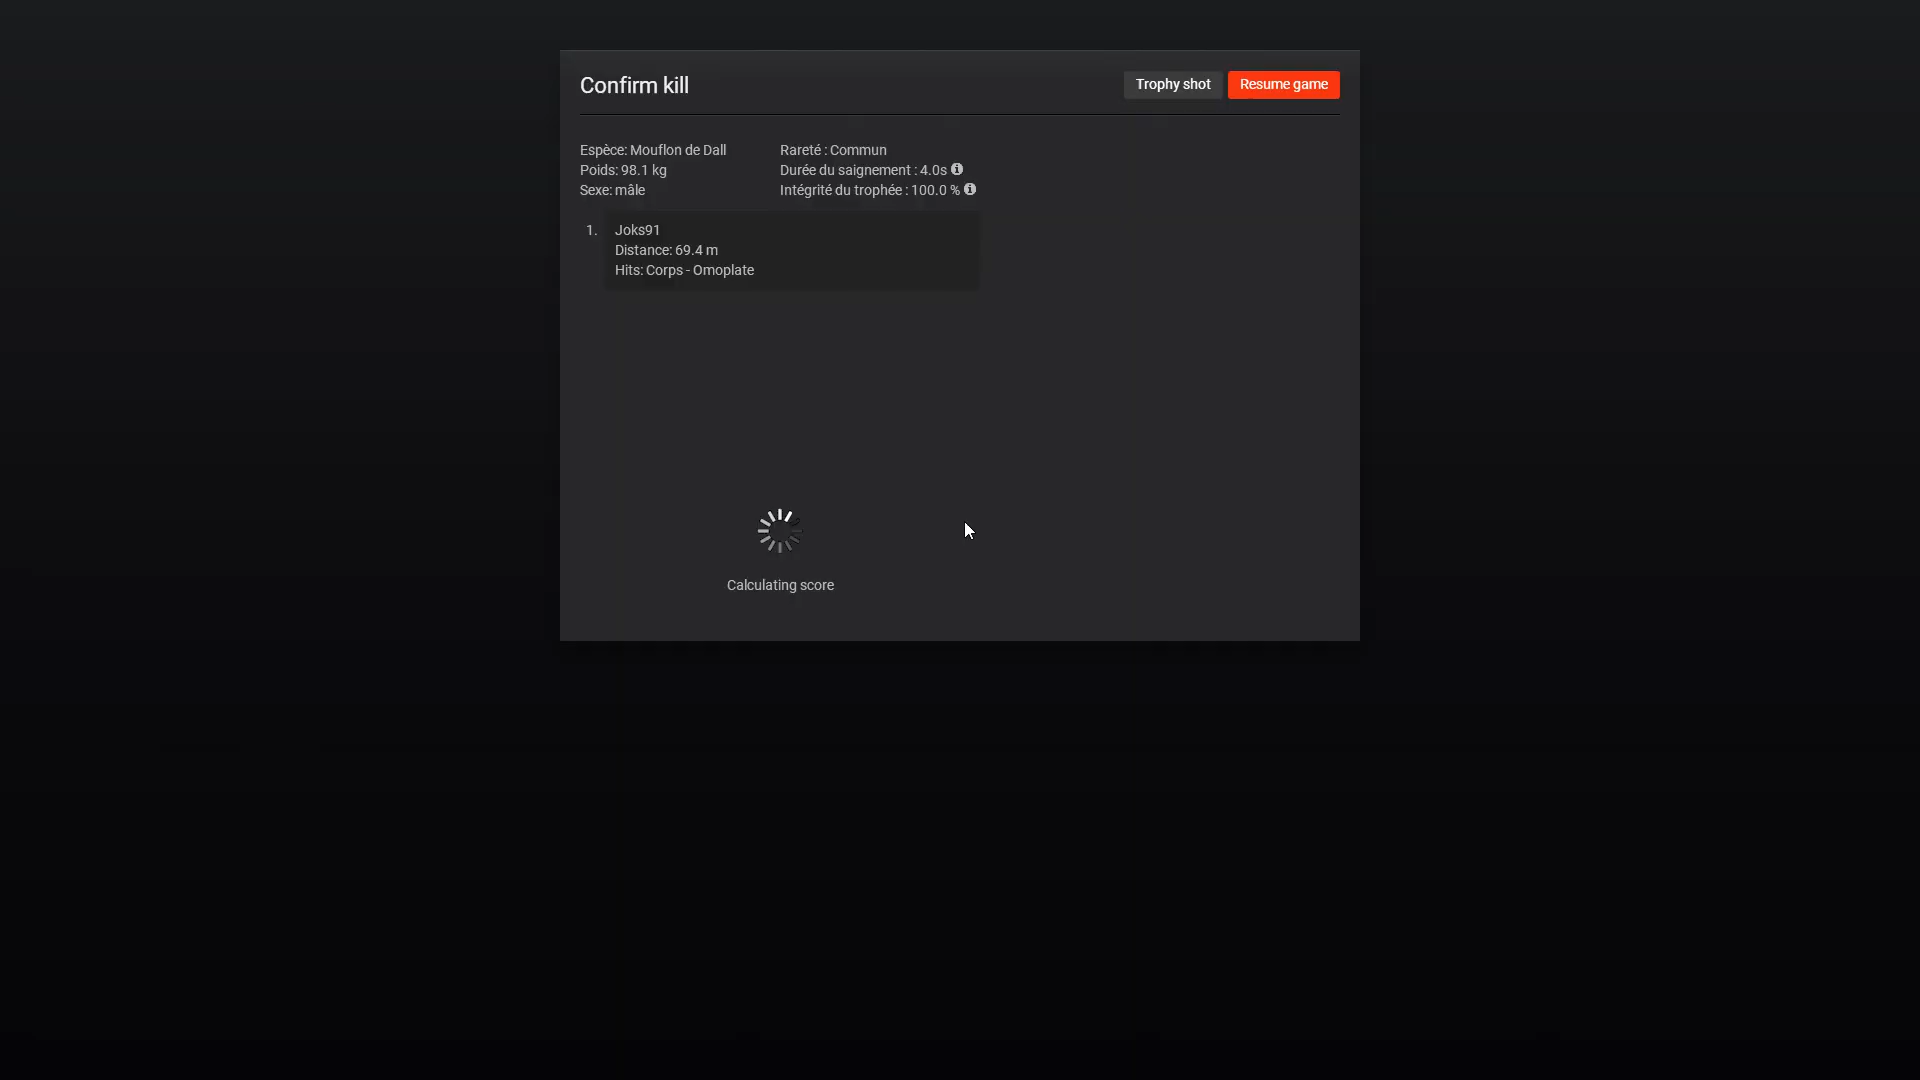 Confirm kill
Trophy shot
Resume game
Espèce: Mouflon de Dall
Poids: 98.1 kg
Sexe: mâle
Rareté : Commun
Durée du saignement : 4.0s
Intégrité du trophée : 100.0 %
1.
Joks91
Distance: 69.4 m
Hits: Corps - Omoplate
Calculating score